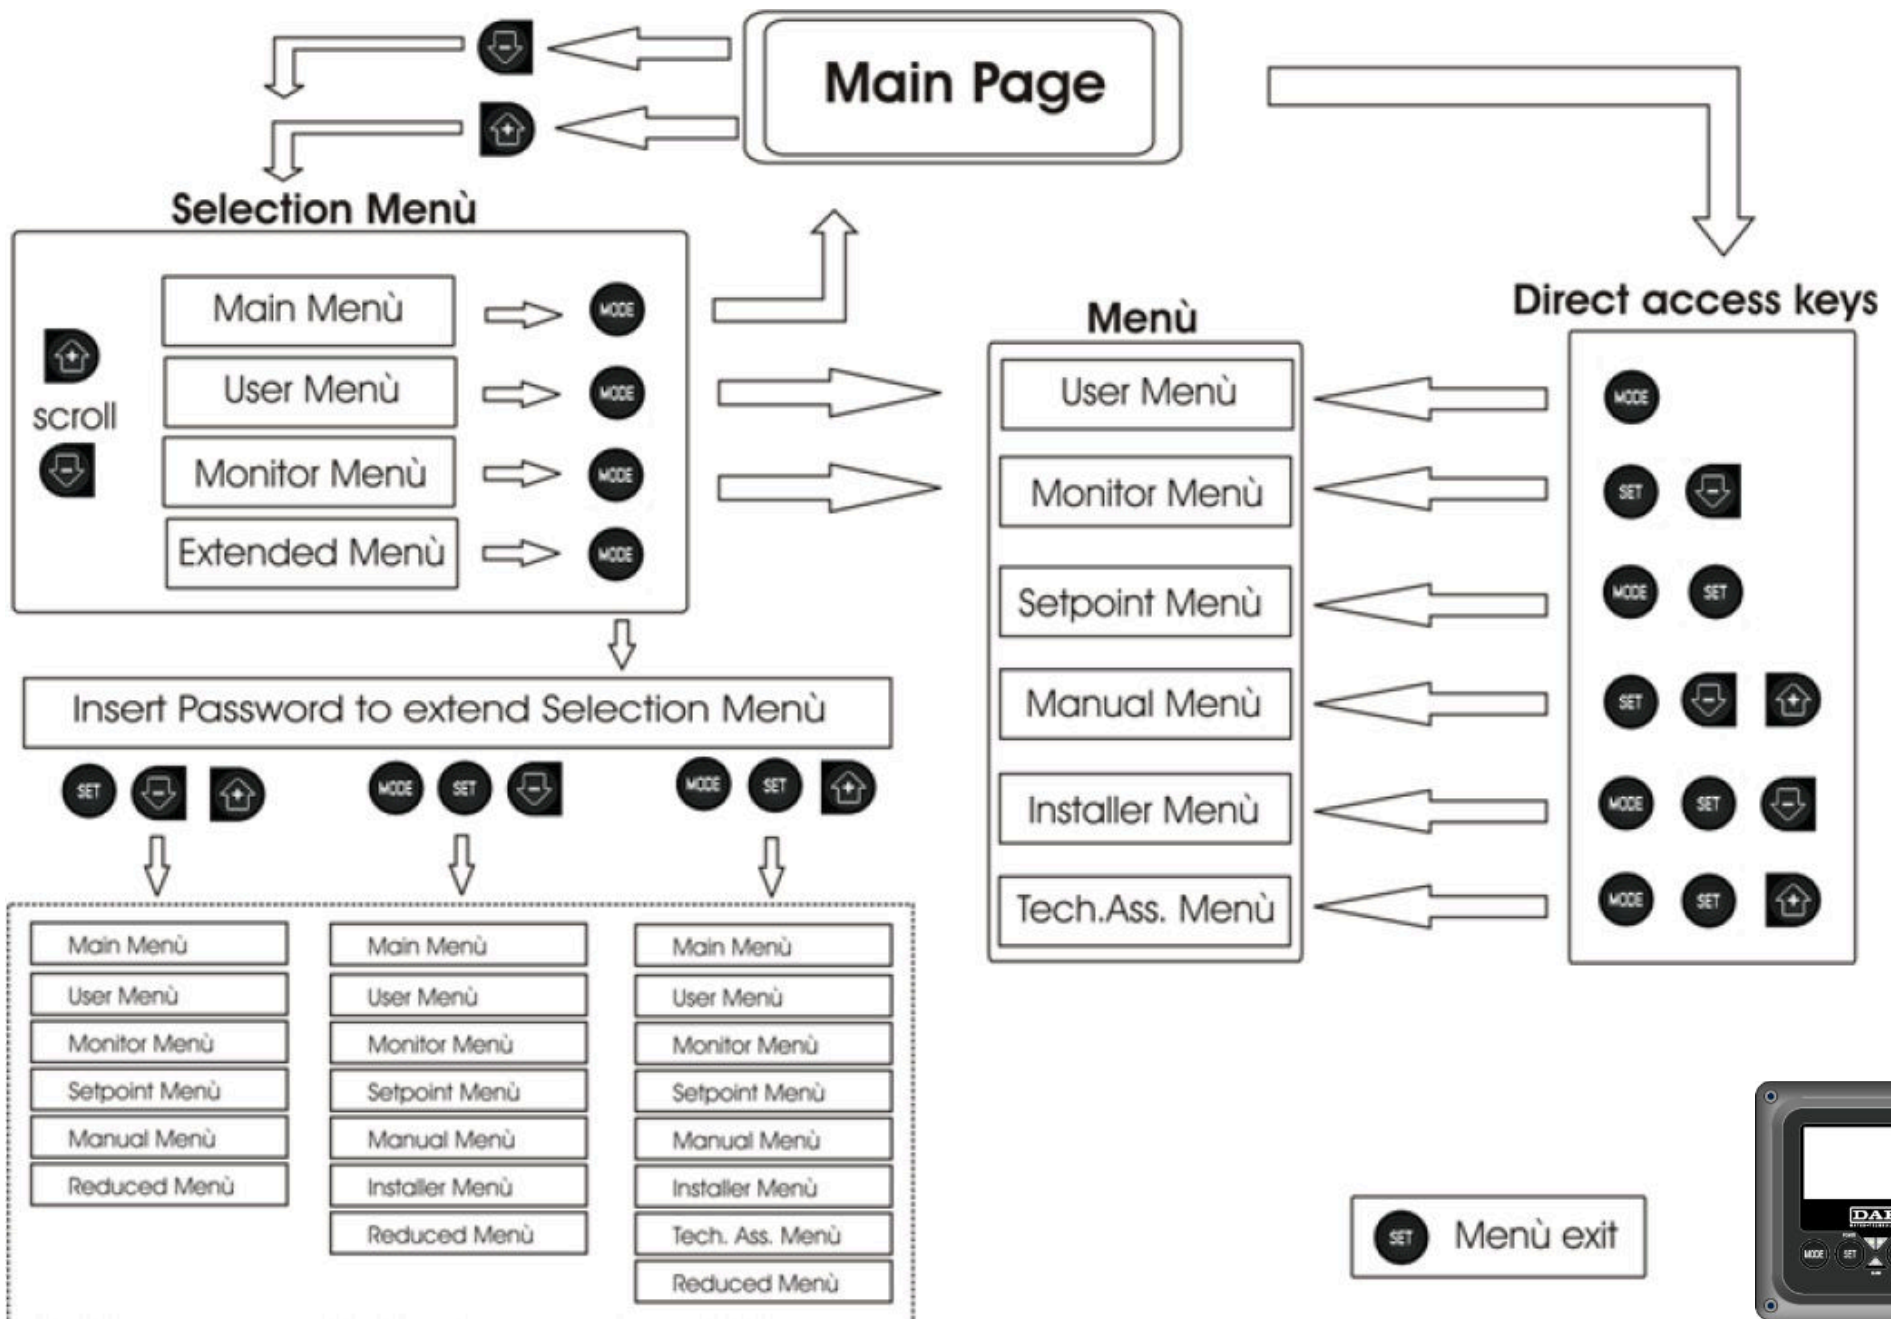 Main Page
Selection Menù
scroll
Main Menù
MODE
User Menù
MODE
Monitor Menù
MODE
Extended Menù
MODE
Insert Password to extend Selection Menù
SET
MODE SET
MODE SET
Main Menù
User Menù
Monitor Menù
Setpoint Menù
Manual Menù
Reduced Menù
Main Menù
User Menù
Monitor Menù
Setpoint Menù
Manual Menù
Installer Menù
Reduced Menù
Main Menù
User Menù
Monitor Menù
Setpoint Menù
Manual Menù
Installer Menù
Tech. Ass. Menù
Reduced Menù
Menù
User Menù
Monitor Menù
Setpoint Menù
Manual Menù
Installer Menù
Tech.Ass. Menù
Direct access keys
MODE
SET
MODE SET
SET
MODE SET
MODE SET
SET Menù exit
MODE SET